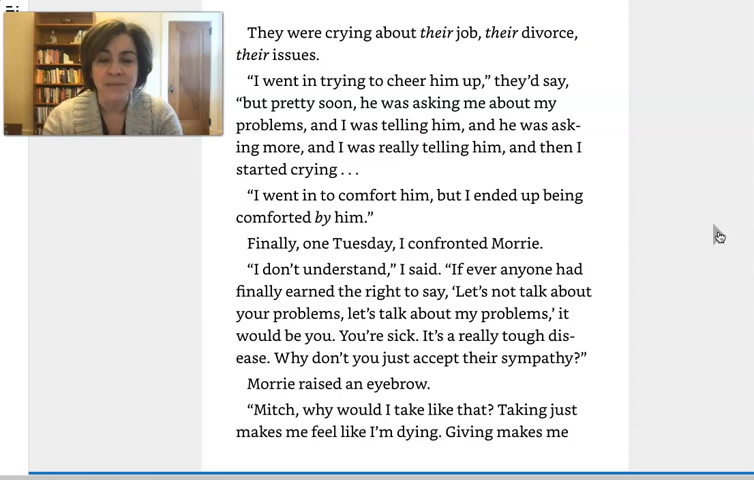 They were crying about their job, their divorce,
their issues.
“I went in trying to cheer him up,” they’d say,
“but pretty soon, he was asking me about my
problems, and I was telling him, and he was ask-
ing more, and I was really telling him, and then I
started crying . . .
“I went in to comfort him, but I ended up being
comforted by him.”
Finally, one Tuesday, I confronted Morrie.
“I don’t understand,” I said. “If ever anyone had
finally earned the right to say, ‘Let’s not talk about
your problems, let’s talk about my problems,’ it
would be you. You’re sick. It’s a really tough dis-
ease. Why don’t you just accept their sympathy?”
Morrie raised an eyebrow.
“Mitch, why would I take like that? Taking just
makes me feel like I’m dying. Giving makes me